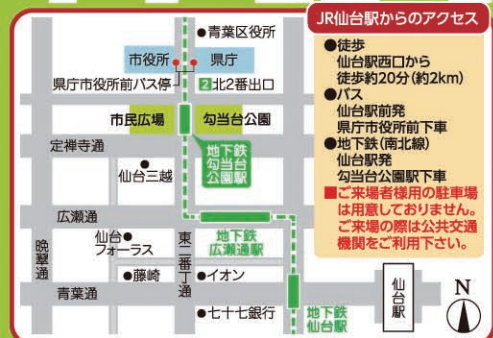 ●青葉区役所
市役所
県庁
県庁市役所前バス停
2北2番出口
市民広場
勾当台公園
定禅寺通
地下鉄
勾当台
公園駅
●
仙台三越
広瀬通
地下鉄
広瀬通駅
晩翠通
仙台●
フォーラス
東二番丁通
●藤崎
●イオン
青葉通
●七十七銀行
地下鉄
仙台駅
仙台駅
N
JR仙台駅からのアクセス
●徒歩
仙台駅西口から
徒歩約20分(約2km)
●バス
仙台駅前発
県庁市役所前下車
●地下鉄(南北線)
仙台駅発
勾当台公園駅下車
■ご来場者様用の駐車場
は用意しておりません。
ご来場の際は公共交通
機関をご利用下さい。